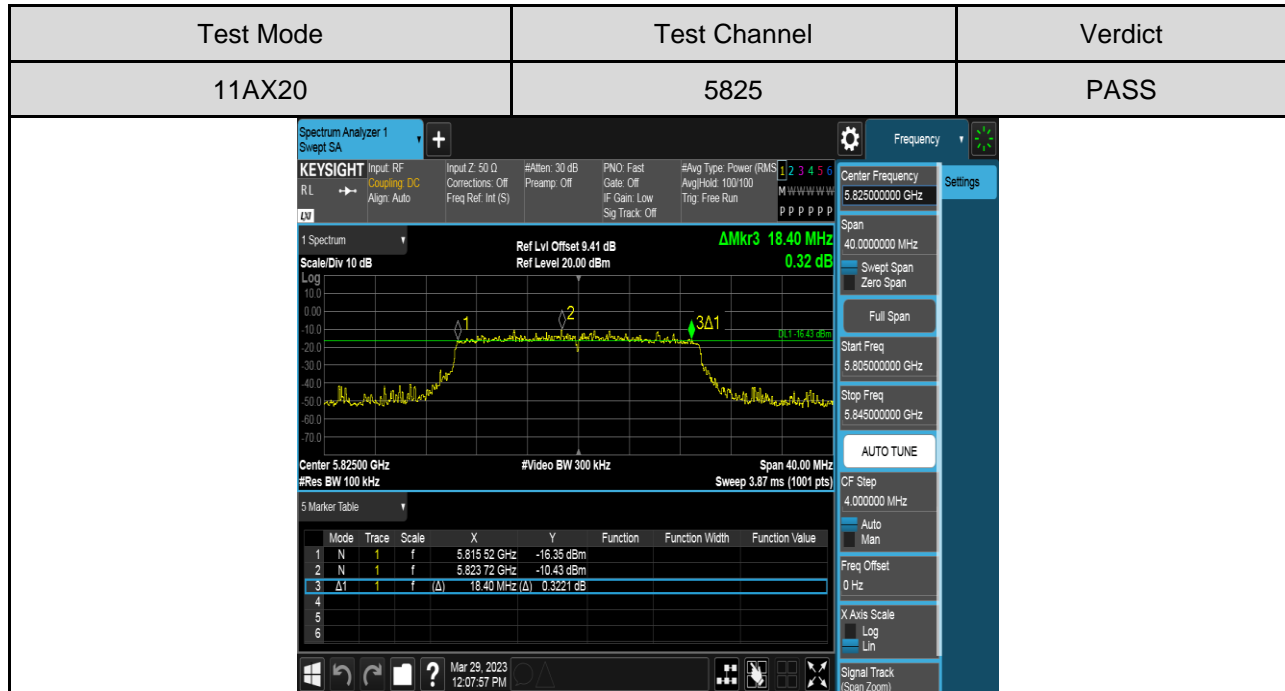 Test Mode Test Channel Verdict
11AX20 5825 PASS
Spectrum Analyzer 1
Swept SA
+
Frequency
KEYSIGHT Input: RF Input Z: 50 Ω #Atten: 30 dB PNO: Fast #Avg Type: Power (RMS 1 2 3 4 5 6
RL Coupling: DC Corrections: Off Preamp: Off Gate: Off Avg|Hold: 100/100 M W W W W W
Align: Auto Freq Ref: Int (S) IF Gain: Low Trig: Free Run
LXI Sig Track: Off P P P P P P
Center Frequency
5.825000000 GHz
Settings
1 Spectrum
Ref Lvl Offset 9.41 dB ΔMkr3 18.40 MHz
Scale/Div 10 dB Ref Level 20.00 dBm 0.32 dB
Span
40.0000000 MHz
Swept Span
Zero Span
Full Span
Start Freq
5.805000000 GHz
Stop Freq
5.845000000 GHz
AUTO TUNE
CF Step
4.000000 MHz
Auto
Man
Freq Offset
0 Hz
X Axis Scale
Log
Lin
Signal Track
(Span Zoom)
Log
10.0
0.00
-10.0
-20.0
-30.0
-40.0
-50.0
-60.0
-70.0
1
2
3Δ1
DL1 -16.43 dBm
Center 5.82500 GHz #Video BW 300 kHz Span 40.00 MHz
#Res BW 100 kHz Sweep 3.87 ms (1001 pts)
5 Marker Table
Mode Trace Scale X Y Function Function Width Function Value
1 N 1 f 5.815 52 GHz -16.35 dBm
2 N 1 f 5.823 72 GHz -10.43 dBm
3 Δ1 1 f (Δ) 18.40 MHz (Δ) 0.3221 dB
4
5
6
? Mar 29, 2023
12:07:57 PM